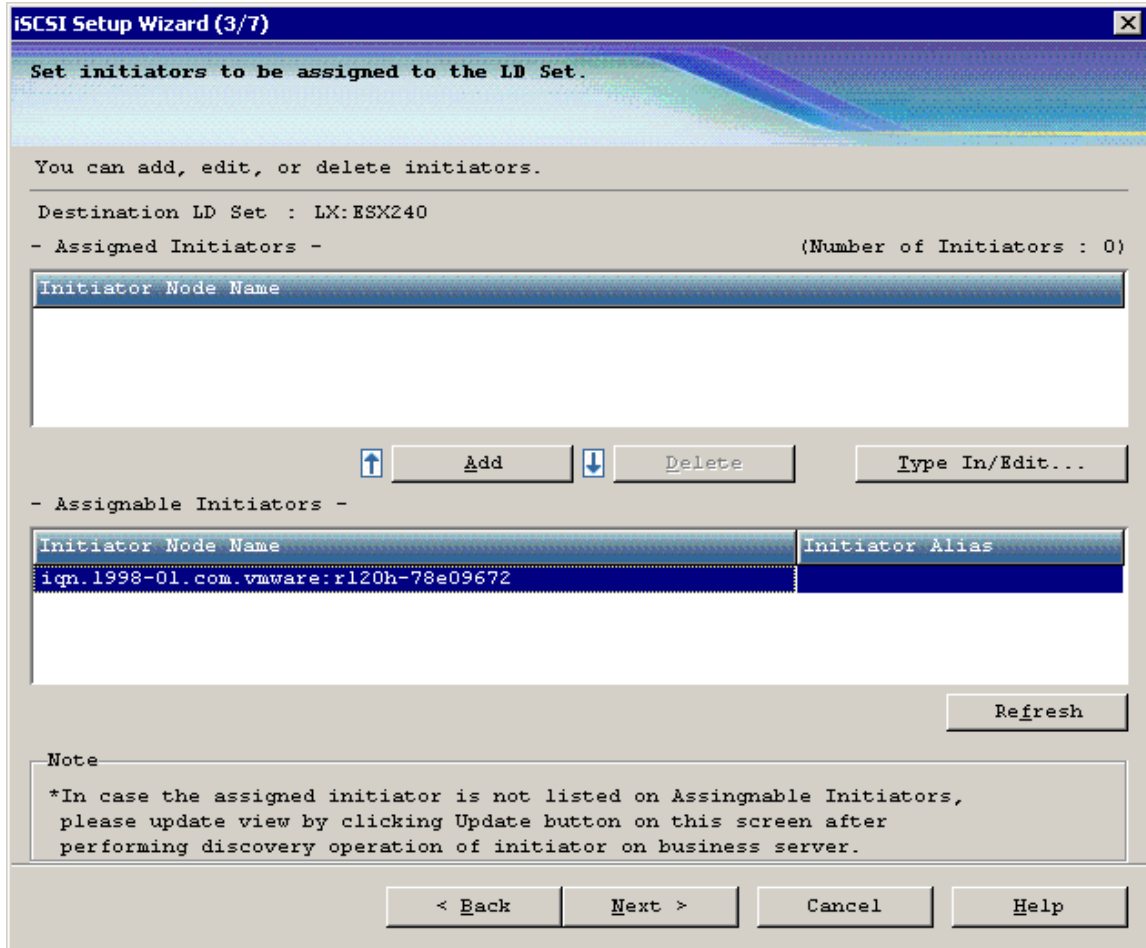 iSCSI Setup Wizard (3/7)
Set initiators to be assigned to the LD Set.
You can add, edit, or delete initiators.
Destination LD Set : LX:ESX240
- Assigned Initiators - (Number of Initiators : 0)
Initiator Node Name
Add Delete Type In/Edit...
- Assignable Initiators -
Initiator Node Name Initiator Alias
iqn.1998-01.com.vmware:r120h-78e09672
Refresh
Note
*In case the assigned initiator is not listed on Assingnable Initiators,
please update view by clicking Update button on this screen after
performing discovery operation of initiator on business server.
< Back Next > Cancel Help